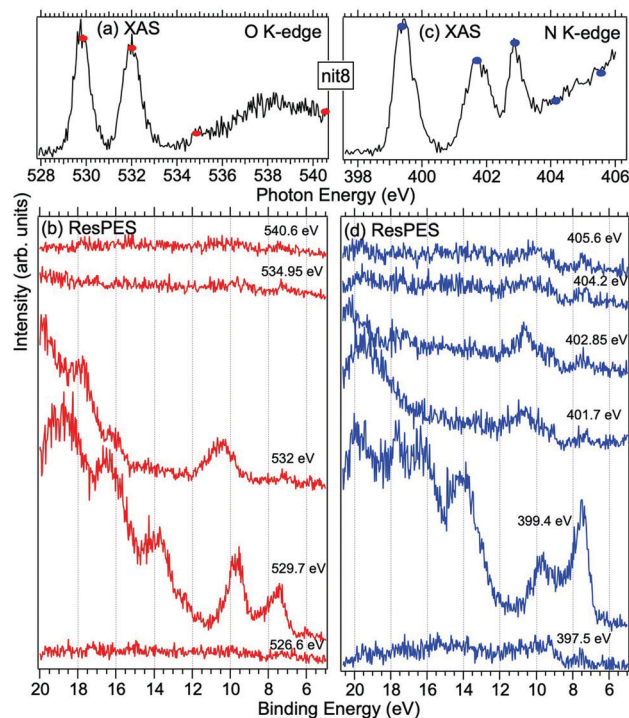 (a) XAS
O K-edge
(c) XAS
N K-edge
nit8
528 530 532 534 536 538 540
398 400 402 404 406
Photon Energy (eV)
Intensity (arb. units)
(b) ResPES
540.6 eV
534.95 eV
532 eV
529.7 eV
526.6 eV
20 18 16 14 12 10 8 6
(d) ResPES
405.6 eV
404.2 eV
402.85 eV
401.7 eV
399.4 eV
397.5 eV
20 18 16 14 12 10 8 6
Binding Energy (eV)